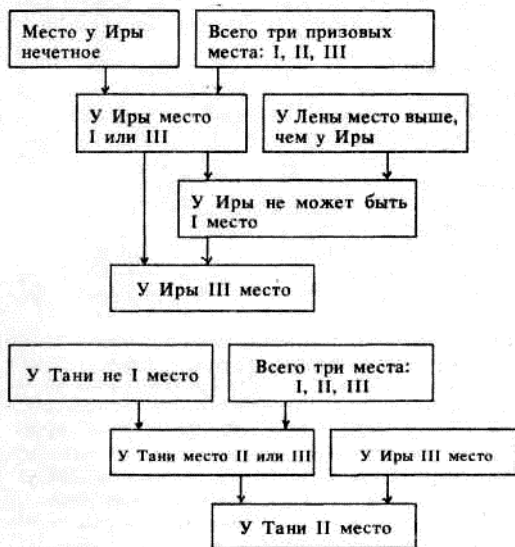 Место у Иры
нечетное
Всего три призовых
места: I, II, III
У Иры место
I или III
У Лены место выше,
чем у Иры
У Иры не может быть
I место
У Иры III место
У Тани не I место
Всего три места:
I, II, III
У Тани место II или III
У Иры III место
У Тани II место